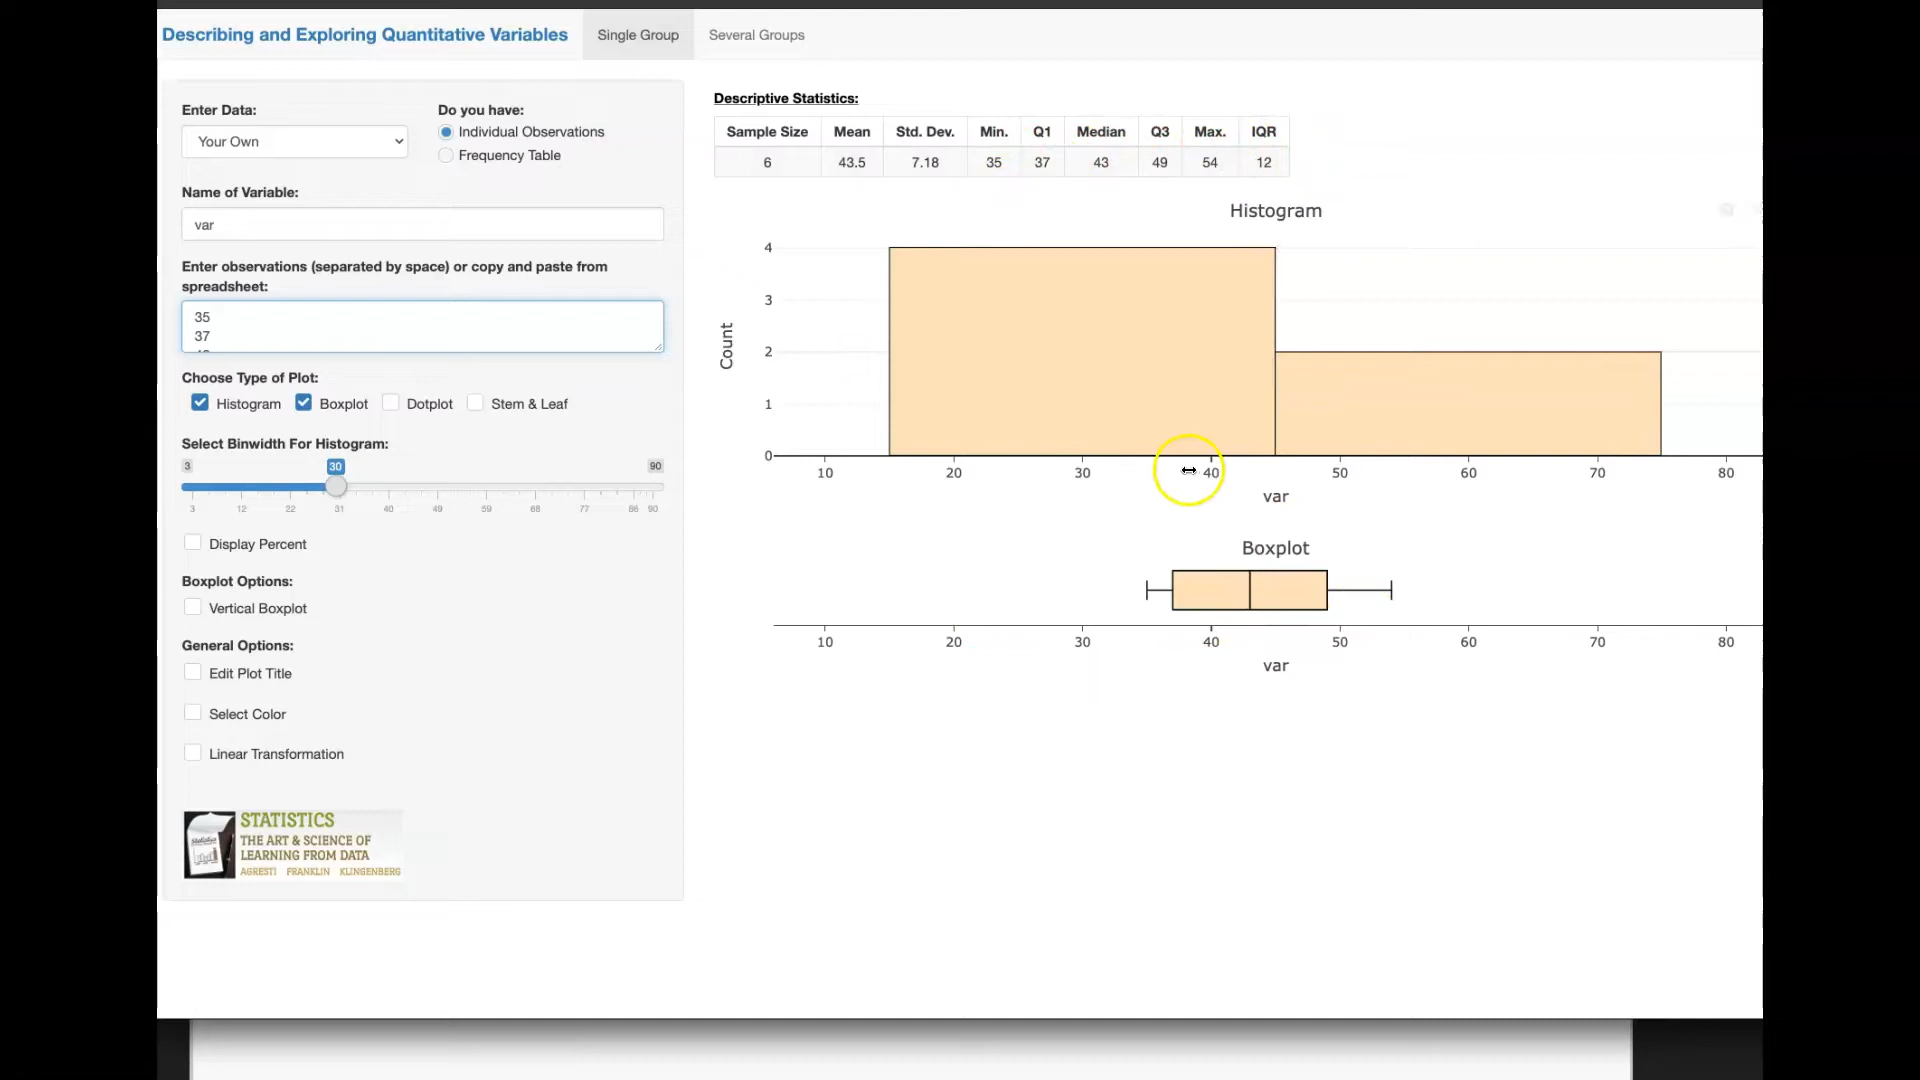 Describing and Exploring Quantitative Variables
Single Group
Several Groups
Enter Data:
Your Own
Do you have:
Individual Observations
Frequency Table
Name of Variable:
var
Enter observations (separated by space) or copy and paste from
spreadsheet:
35
37
Choose Type of Plot:
Histogram
Boxplot
Dotplot
Stem & Leaf
Select Binwidth For Histogram:
3
30
90
3 12 22 31 40 49 59 68 77 86 90
Display Percent
Boxplot Options:
Vertical Boxplot
General Options:
Edit Plot Title
Select Color
Linear Transformation
STATISTICS
THE ART & SCIENCE OF
LEARNING FROM DATA
AGRESTI FRANKLIN KLINGENBERG
Descriptive Statistics:
Sample Size Mean Std. Dev. Min. Q1 Median Q3 Max. IQR
6 43.5 7.18 35 37 43 49 54 12
Histogram
4
3
2
1
0
Count
10 20 30 40 50 60 70 80
var
Boxplot
10 20 30 40 50 60 70 80
var